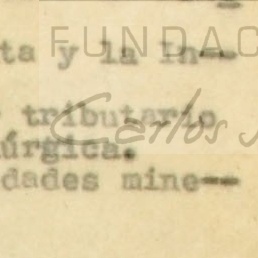 FUNDAC
ta y la In--
tributario
Carlos
úrgica.
dades mine--